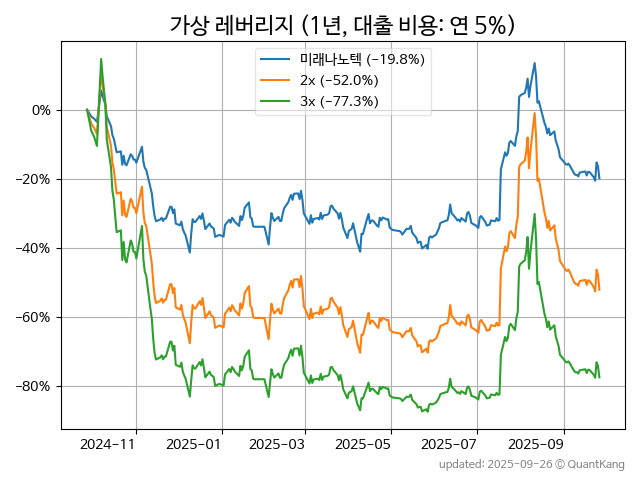 가상 레버리지 (1년, 대출 비용: 연 5%)
미래나노텍 (−19.8%)
2x (−52.0%)
3x (−77.3%)
0%
−20%
−40%
−60%
−80%
2024−11 2025−01 2025−03 2025−05 2025−07 2025−09
updated: 2025-09-26 © QuantKang